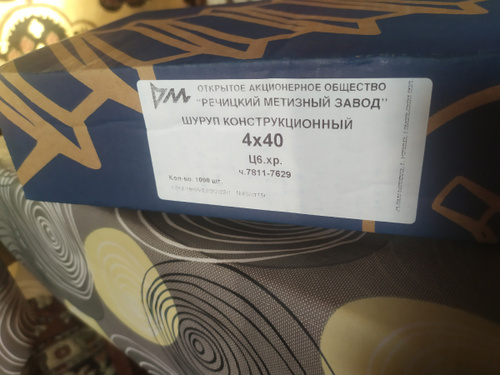 ОТКРЫТОЕ АКЦИОНЕРНОЕ ОБЩЕСТВО
"РЕЧИЦКИЙ МЕТИЗНЫЙ ЗАВОД"
ШУРУП КОНСТРУКЦИОННЫЙ
4х40
Ц6.хр.
ч.7811-7629
Кол-во. 1000 шт.